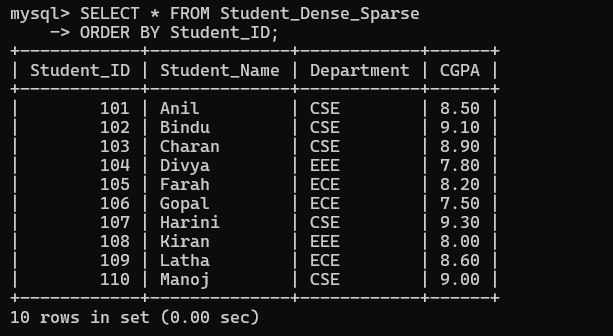 mysql> SELECT * FROM Student_Dense_Sparse
    -> ORDER BY Student_ID;
+------------+--------------+------------+------+
| Student_ID | Student_Name | Department | CGPA |
+------------+--------------+------------+------+
|        101 | Anil         | CSE        | 8.50 |
|        102 | Bindu        | CSE        | 9.10 |
|        103 | Charan       | CSE        | 8.90 |
|        104 | Divya        | EEE        | 7.80 |
|        105 | Farah        | ECE        | 8.20 |
|        106 | Gopal        | ECE        | 7.50 |
|        107 | Harini       | CSE        | 9.30 |
|        108 | Kiran        | EEE        | 8.00 |
|        109 | Latha        | ECE        | 8.60 |
|        110 | Manoj        | CSE        | 9.00 |
+------------+--------------+------------+------+
10 rows in set (0.00 sec)